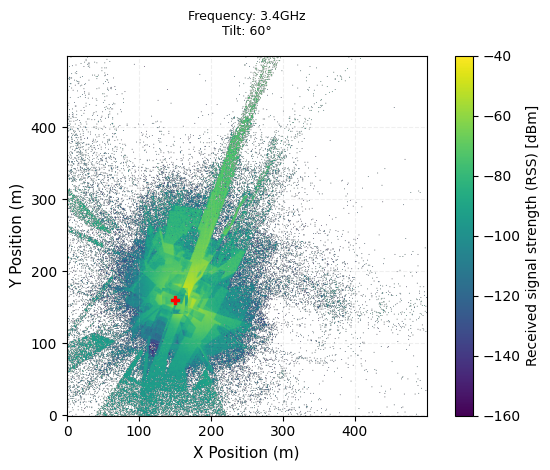 Frequency: 3.4GHz
Tilt: 60°
Y Position (m)
400
300
200
100
0
0 100 200 300 400
X Position (m)
−40
−60
−80
−100
−120
−140
−160
Received signal strength (RSS) [dBm]